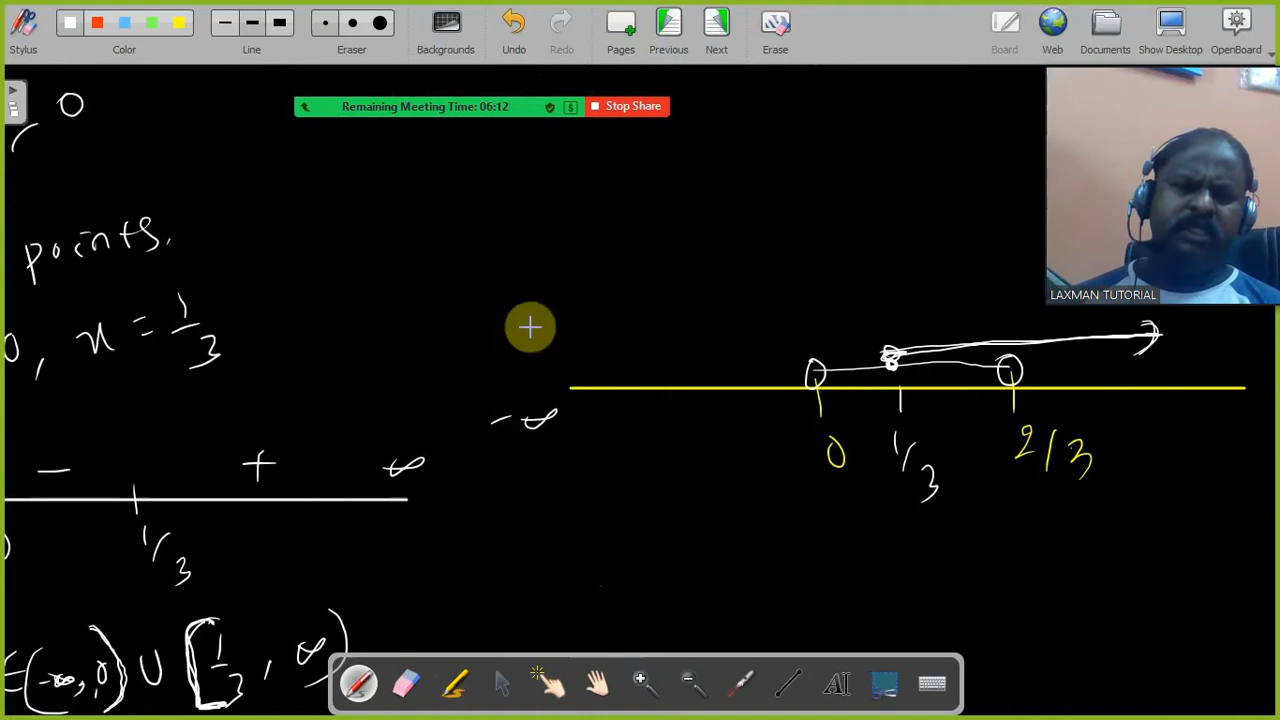 Stylus
Color
Line
Eraser
Backgrounds
Undo
Redo
Pages
Previous
Next
Erase
Board
Web
Documents
Show Desktop
OpenBoard
Remaining Meeting Time: 06:12
$
Stop Share
0
points.
0, x = 1/3
- + ∞
1/3
LAXMAN TUTORIAL
-∞
0 1/3 2/3
(-∞, 0) ∪ [1/3, ∞)
AI